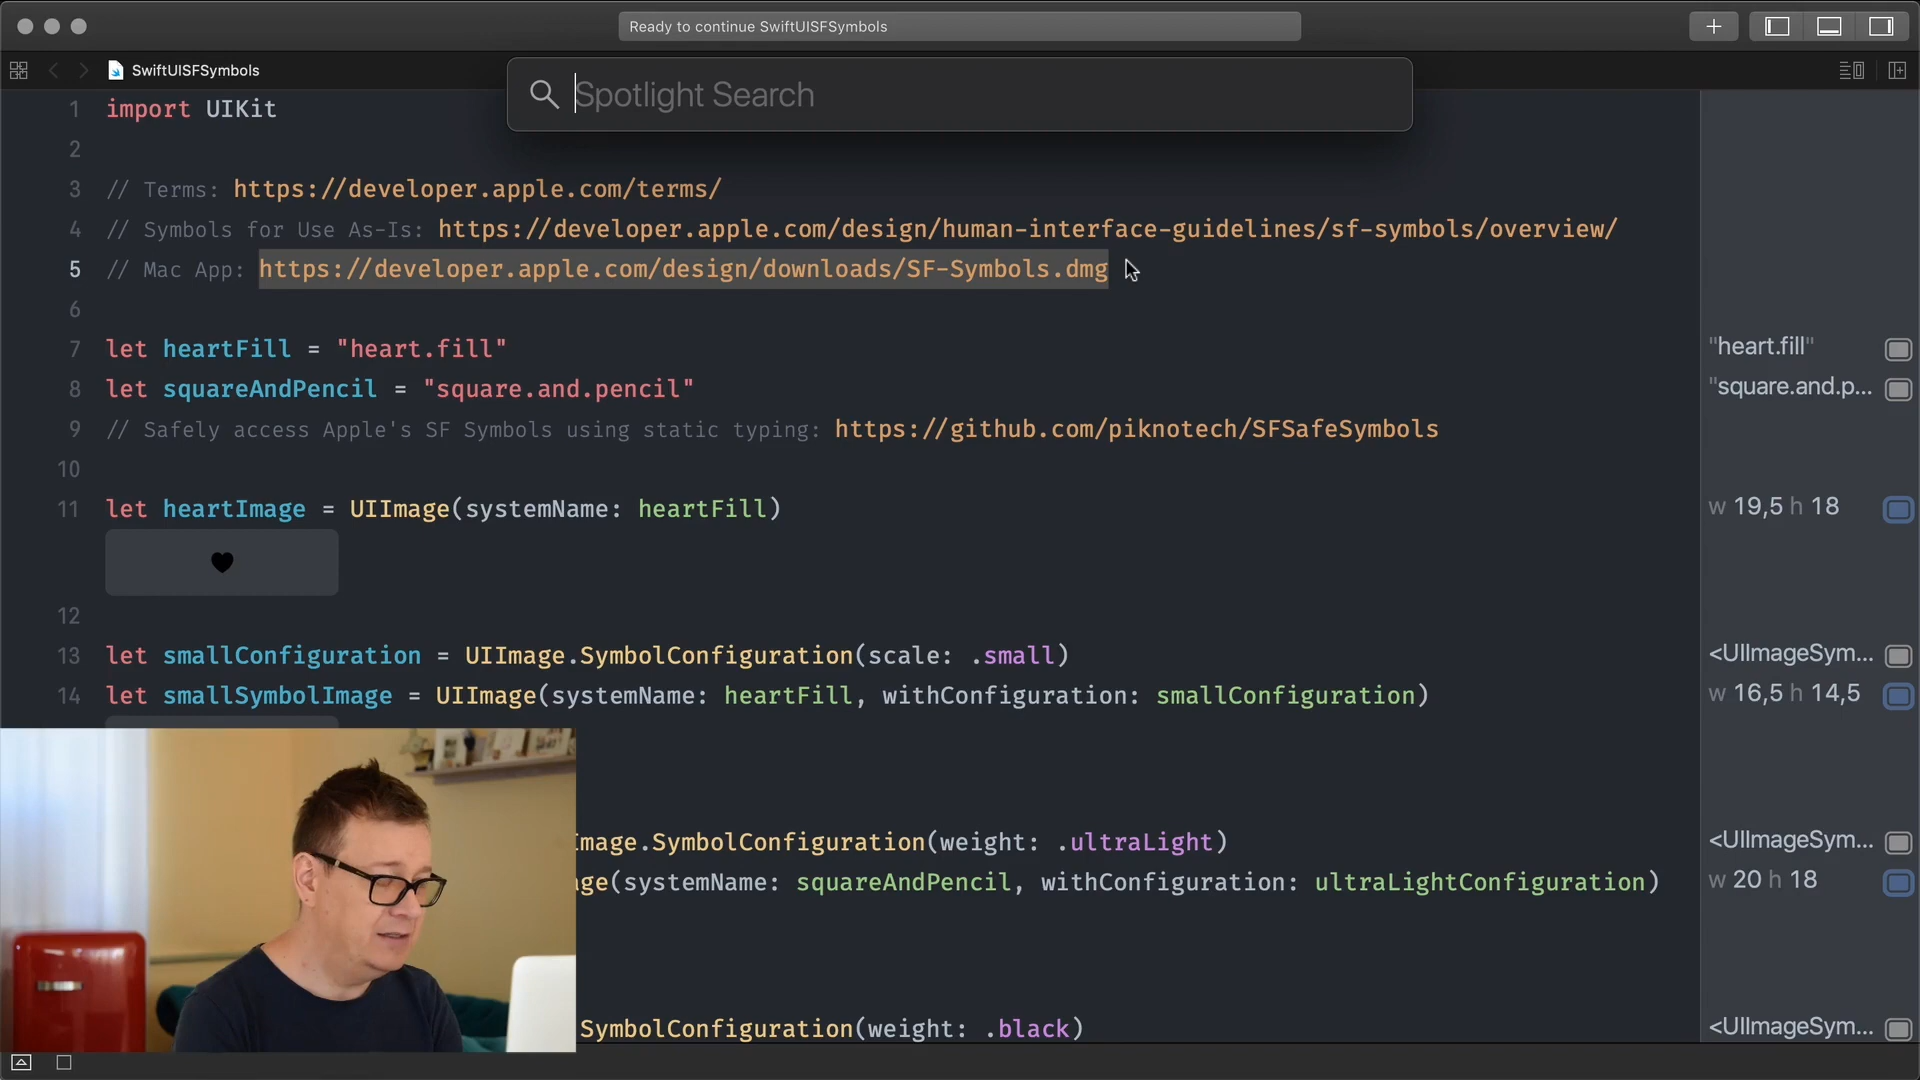 Ready to continue SwiftUISFSymbols
SwiftUISFSymbols
Spotlight Search
1 import UIKit
2
3 // Terms: https://developer.apple.com/terms/
4 // Symbols for Use As-Is: https://developer.apple.com/design/human-interface-guidelines/sf-symbols/overview/
5 // Mac App: https://developer.apple.com/design/downloads/SF-Symbols.dmg
6
7 let heartFill = "heart.fill"
"heart.fill"
8 let squareAndPencil = "square.and.pencil"
"square.and.p...
9 // Safely access Apple's SF Symbols using static typing: https://github.com/piknotech/SFSafeSymbols
10
11 let heartImage = UIImage(systemName: heartFill)
w 19,5 h 18
12
13 let smallConfiguration = UIImage.SymbolConfiguration(scale: .small)
<UIImageSym...
14 let smallSymbolImage = UIImage(systemName: heartFill, withConfiguration: smallConfiguration)
w 16,5 h 14,5
mage.SymbolConfiguration(weight: .ultraLight)
<UIImageSym...
age(systemName: squareAndPencil, withConfiguration: ultraLightConfiguration)
w 20 h 18
SymbolConfiguration(weight: .black)
<UIImageSym...